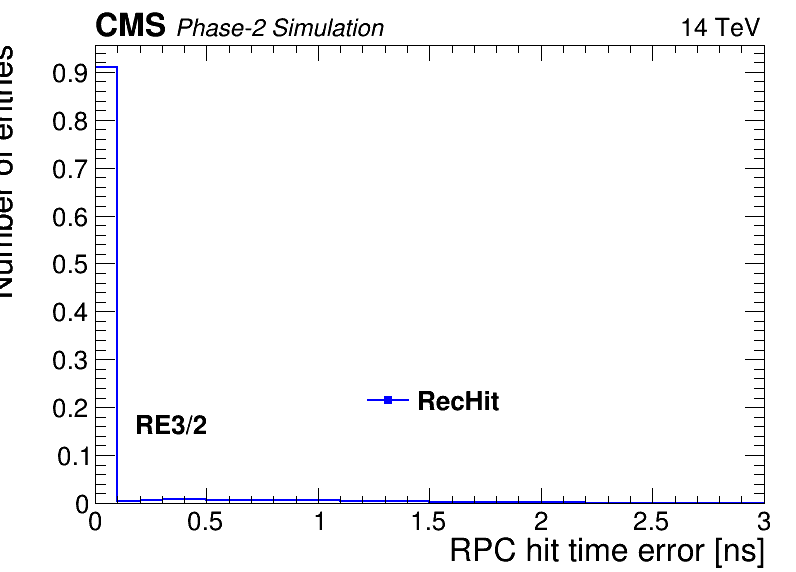 CMS Phase-2 Simulation 14 TeV
Number of entries
0.9
0.8
0.7
0.6
0.5
0.4
0.3
0.2
0.1
0
RecHit
RE3/2
0 0.5 1 1.5 2 2.5 3
RPC hit time error [ns]